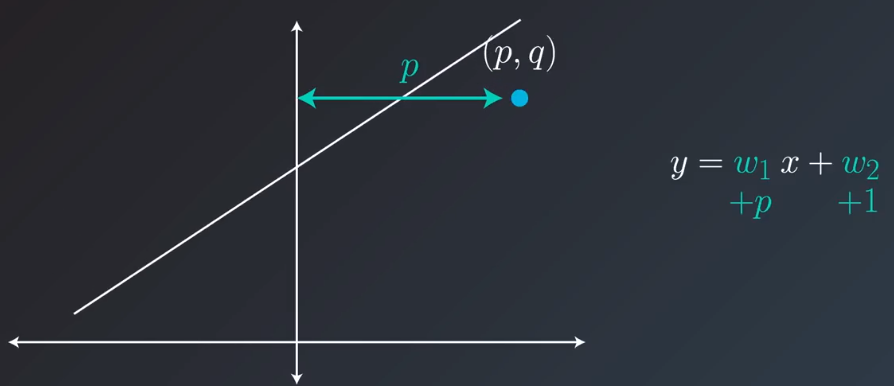 (p, q)
p
y = w₁ x + w₂
+p +1